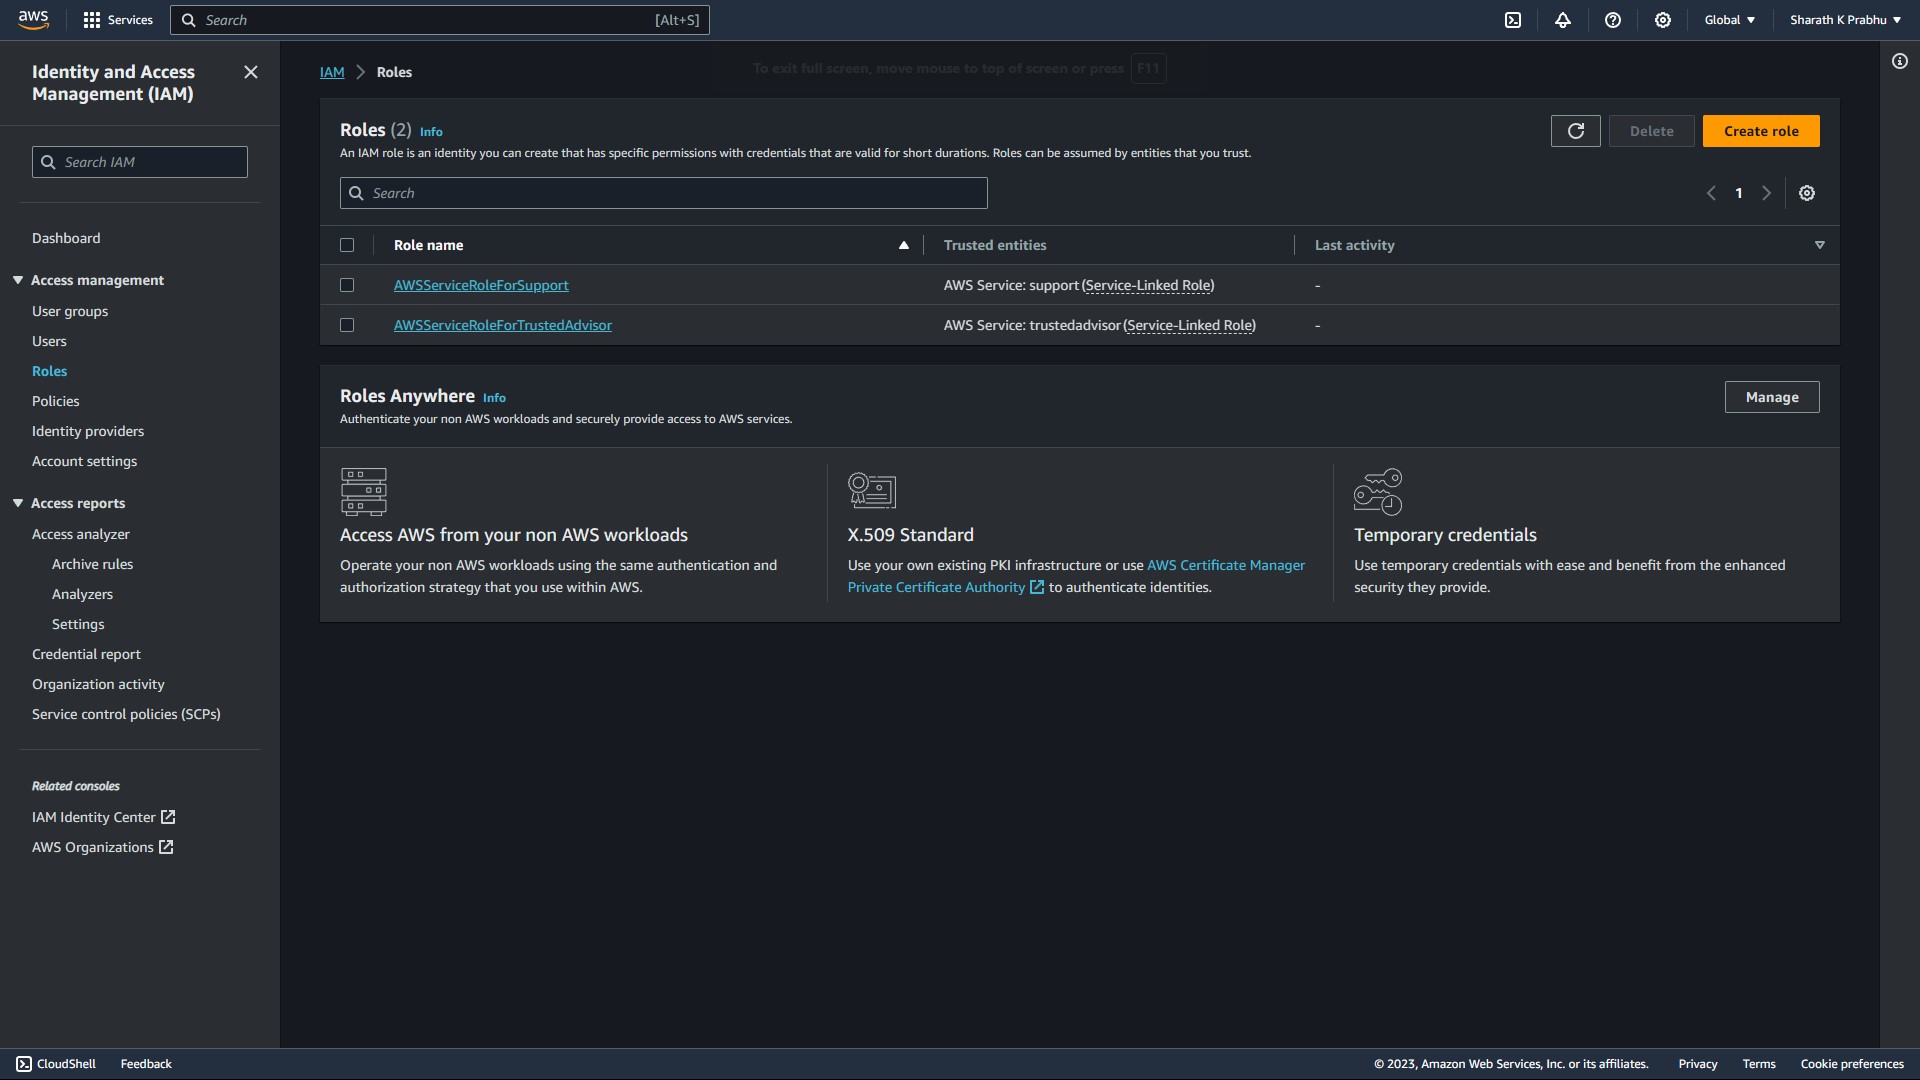 aws
Services
Search
[Alt+S]
Global
Sharath K Prabhu
Identity and Access
Management (IAM)
Search IAM
Dashboard
Access management
User groups
Users
Roles
Policies
Identity providers
Account settings
Access reports
Access analyzer
Archive rules
Analyzers
Settings
Credential report
Organization activity
Service control policies (SCPs)
Related consoles
IAM Identity Center
AWS Organizations
IAM > Roles
To exit full screen, move mouse to top of screen or press F11
Roles (2) Info
An IAM role is an identity you can create that has specific permissions with credentials that are valid for short durations. Roles can be assumed by entities that you trust.
Delete
Create role
Search
1
Role name Trusted entities Last activity
AWSServiceRoleForSupport AWS Service: support (Service-Linked Role) -
AWSServiceRoleForTrustedAdvisor AWS Service: trustedadvisor (Service-Linked Role) -
Roles Anywhere Info
Authenticate your non AWS workloads and securely provide access to AWS services.
Manage
Access AWS from your non AWS workloads
Operate your non AWS workloads using the same authentication and
authorization strategy that you use within AWS.
X.509 Standard
Use your own existing PKI infrastructure or use AWS Certificate Manager
Private Certificate Authority to authenticate identities.
Temporary credentials
Use temporary credentials with ease and benefit from the enhanced
security they provide.
CloudShell
Feedback
© 2023, Amazon Web Services, Inc. or its affiliates.
Privacy
Terms
Cookie preferences